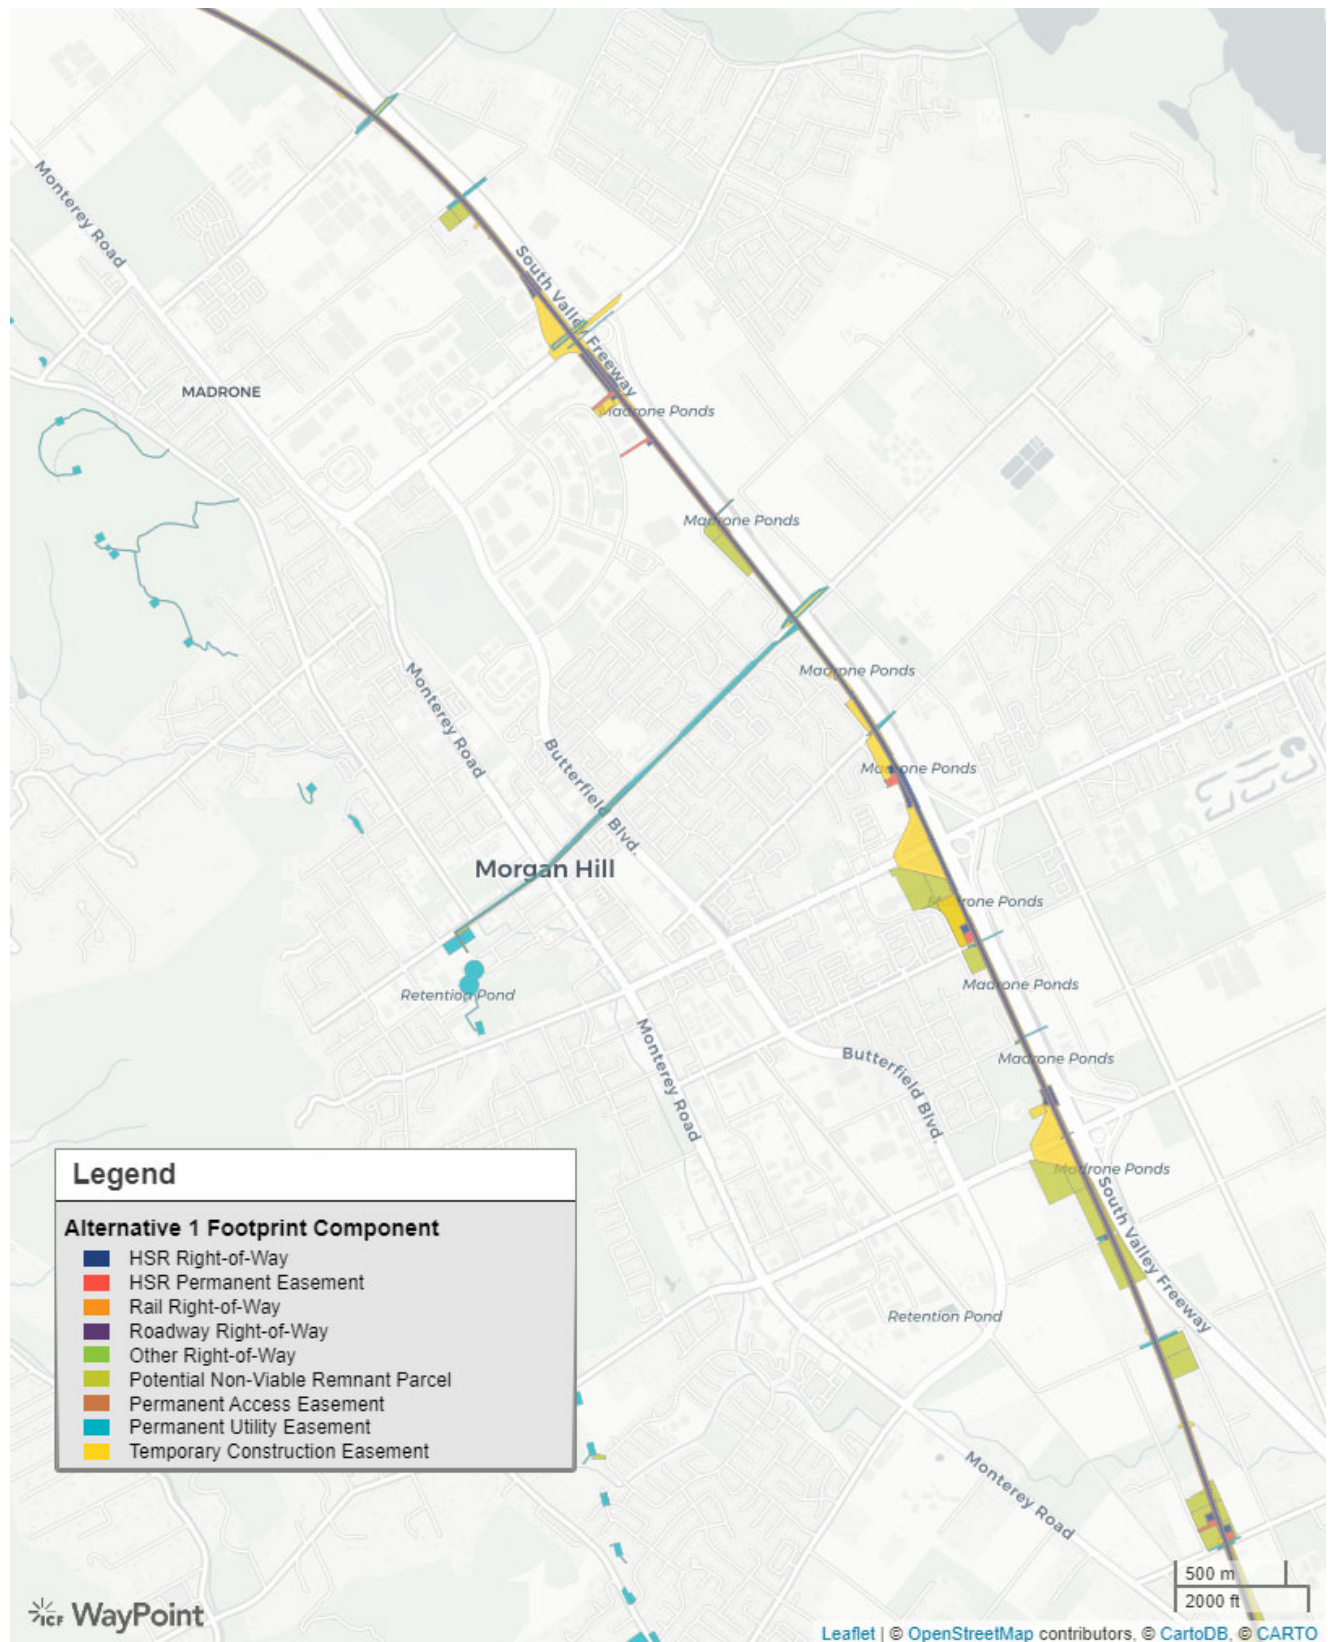 Monterey Road
South Valley Freeway
MADRONE
Madrone Ponds
Madrone Ponds
Monterey Road
Madrone Ponds
Butterfield Blvd.
Madrone Ponds
Morgan Hill
Madrone Ponds
Retention Pond
Madrone Ponds
Monterey Road
Butterfield Blvd.
Madrone Ponds
Madrone Ponds
South Valley Freeway
Retention Pond
Monterey Road
Legend
Alternative 1 Footprint Component
HSR Right-of-Way
HSR Permanent Easement
Rail Right-of-Way
Roadway Right-of-Way
Other Right-of-Way
Potential Non-Viable Remnant Parcel
Permanent Access Easement
Permanent Utility Easement
Temporary Construction Easement
500 m
2000 ft
ICF WayPoint
Leaflet | © OpenStreetMap contributors, © CartoDB, © CARTO